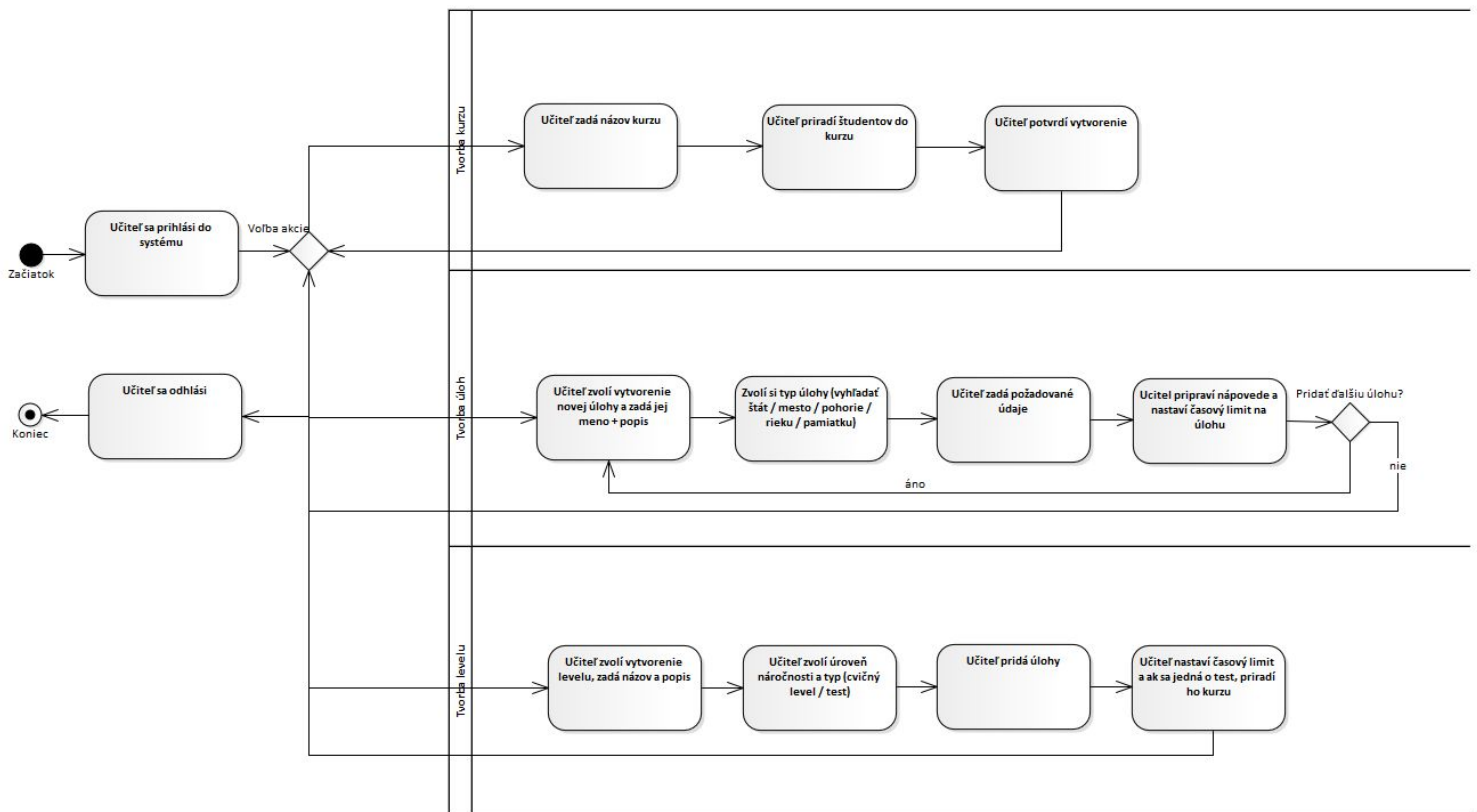 Tvorba kurzu
Učiteľ zadá názov kurzu
Učiteľ priradí študentov do
kurzu
Učiteľ potvrdí vytvorenie
Učiteľ sa prihlási do
systému
Voľba akcie
Začiatok
Učiteľ sa odhlási
Koniec
Tvorba úloh
Učiteľ zvolí vytvorenie
novej úlohy a zadá jej
meno + popis
Zvolí si typ úlohy (vyhľadať
štát / mesto / pohorie /
rieku / pamiatku)
Učiteľ zadá požadované
údaje
Ucitel pripraví nápovede a
nastaví časový limit na
úlohu
Pridať ďalšiu úlohu?
nie
áno
Tvorba levelu
Učiteľ zvolí vytvorenie
levelu, zadá názov a popis
Učiteľ zvolí úroveň
náročnosti a typ (cvičný
level / test)
Učiteľ pridá úlohy
Učiteľ nastaví časový limit
a ak sa jedná o test, priradí
ho kurzu